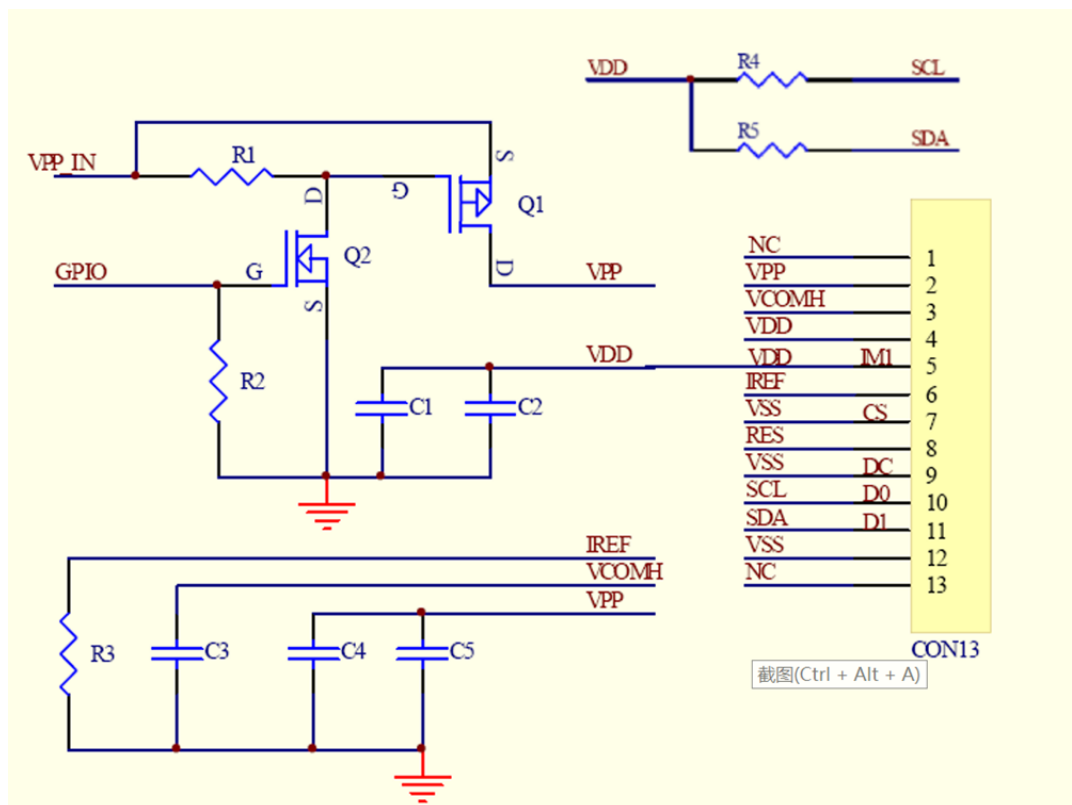 VDD R4 SCL
R5 SDA
VPP_IN R1 D G S Q1
GPIO G Q2 S D VPP
R2 VDD
C1 C2
NC 1
VPP 2
VCOMH 3
VDD 4
VDD IM1 5
IREF 6
VSS CS 7
RES 8
VSS DC 9
SCL D0 10
SDA D1 11
VSS 12
NC 13
CON13
IREF
VCOMH
VPP
R3 C3 C4 C5
截图(Ctrl + Alt + A)